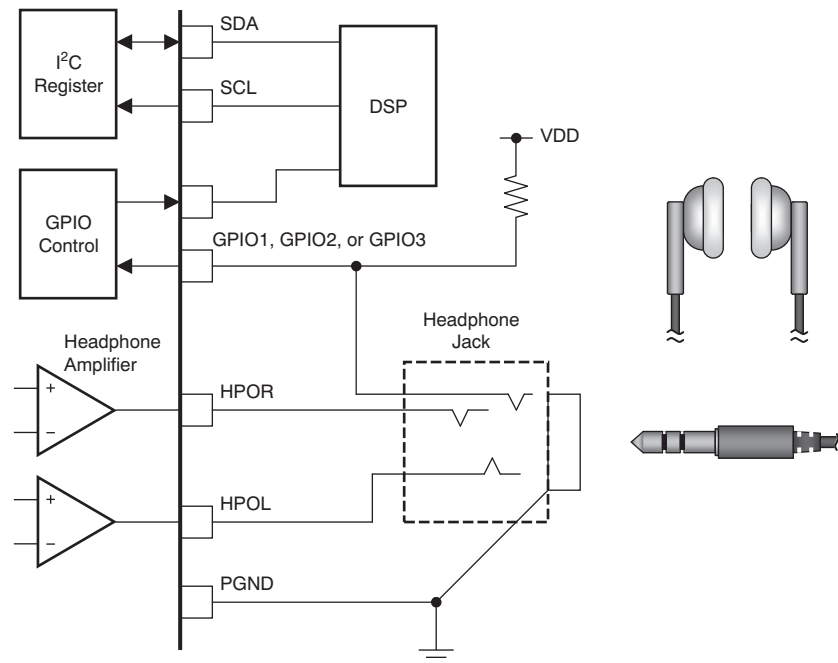 SDA
I2C
Register
SCL
DSP
VDD
GPIO
Control
GPIO1, GPIO2, or GPIO3
Headphone
Jack
Headphone
Amplifier
+
−
HPOR
+
−
HPOL
PGND